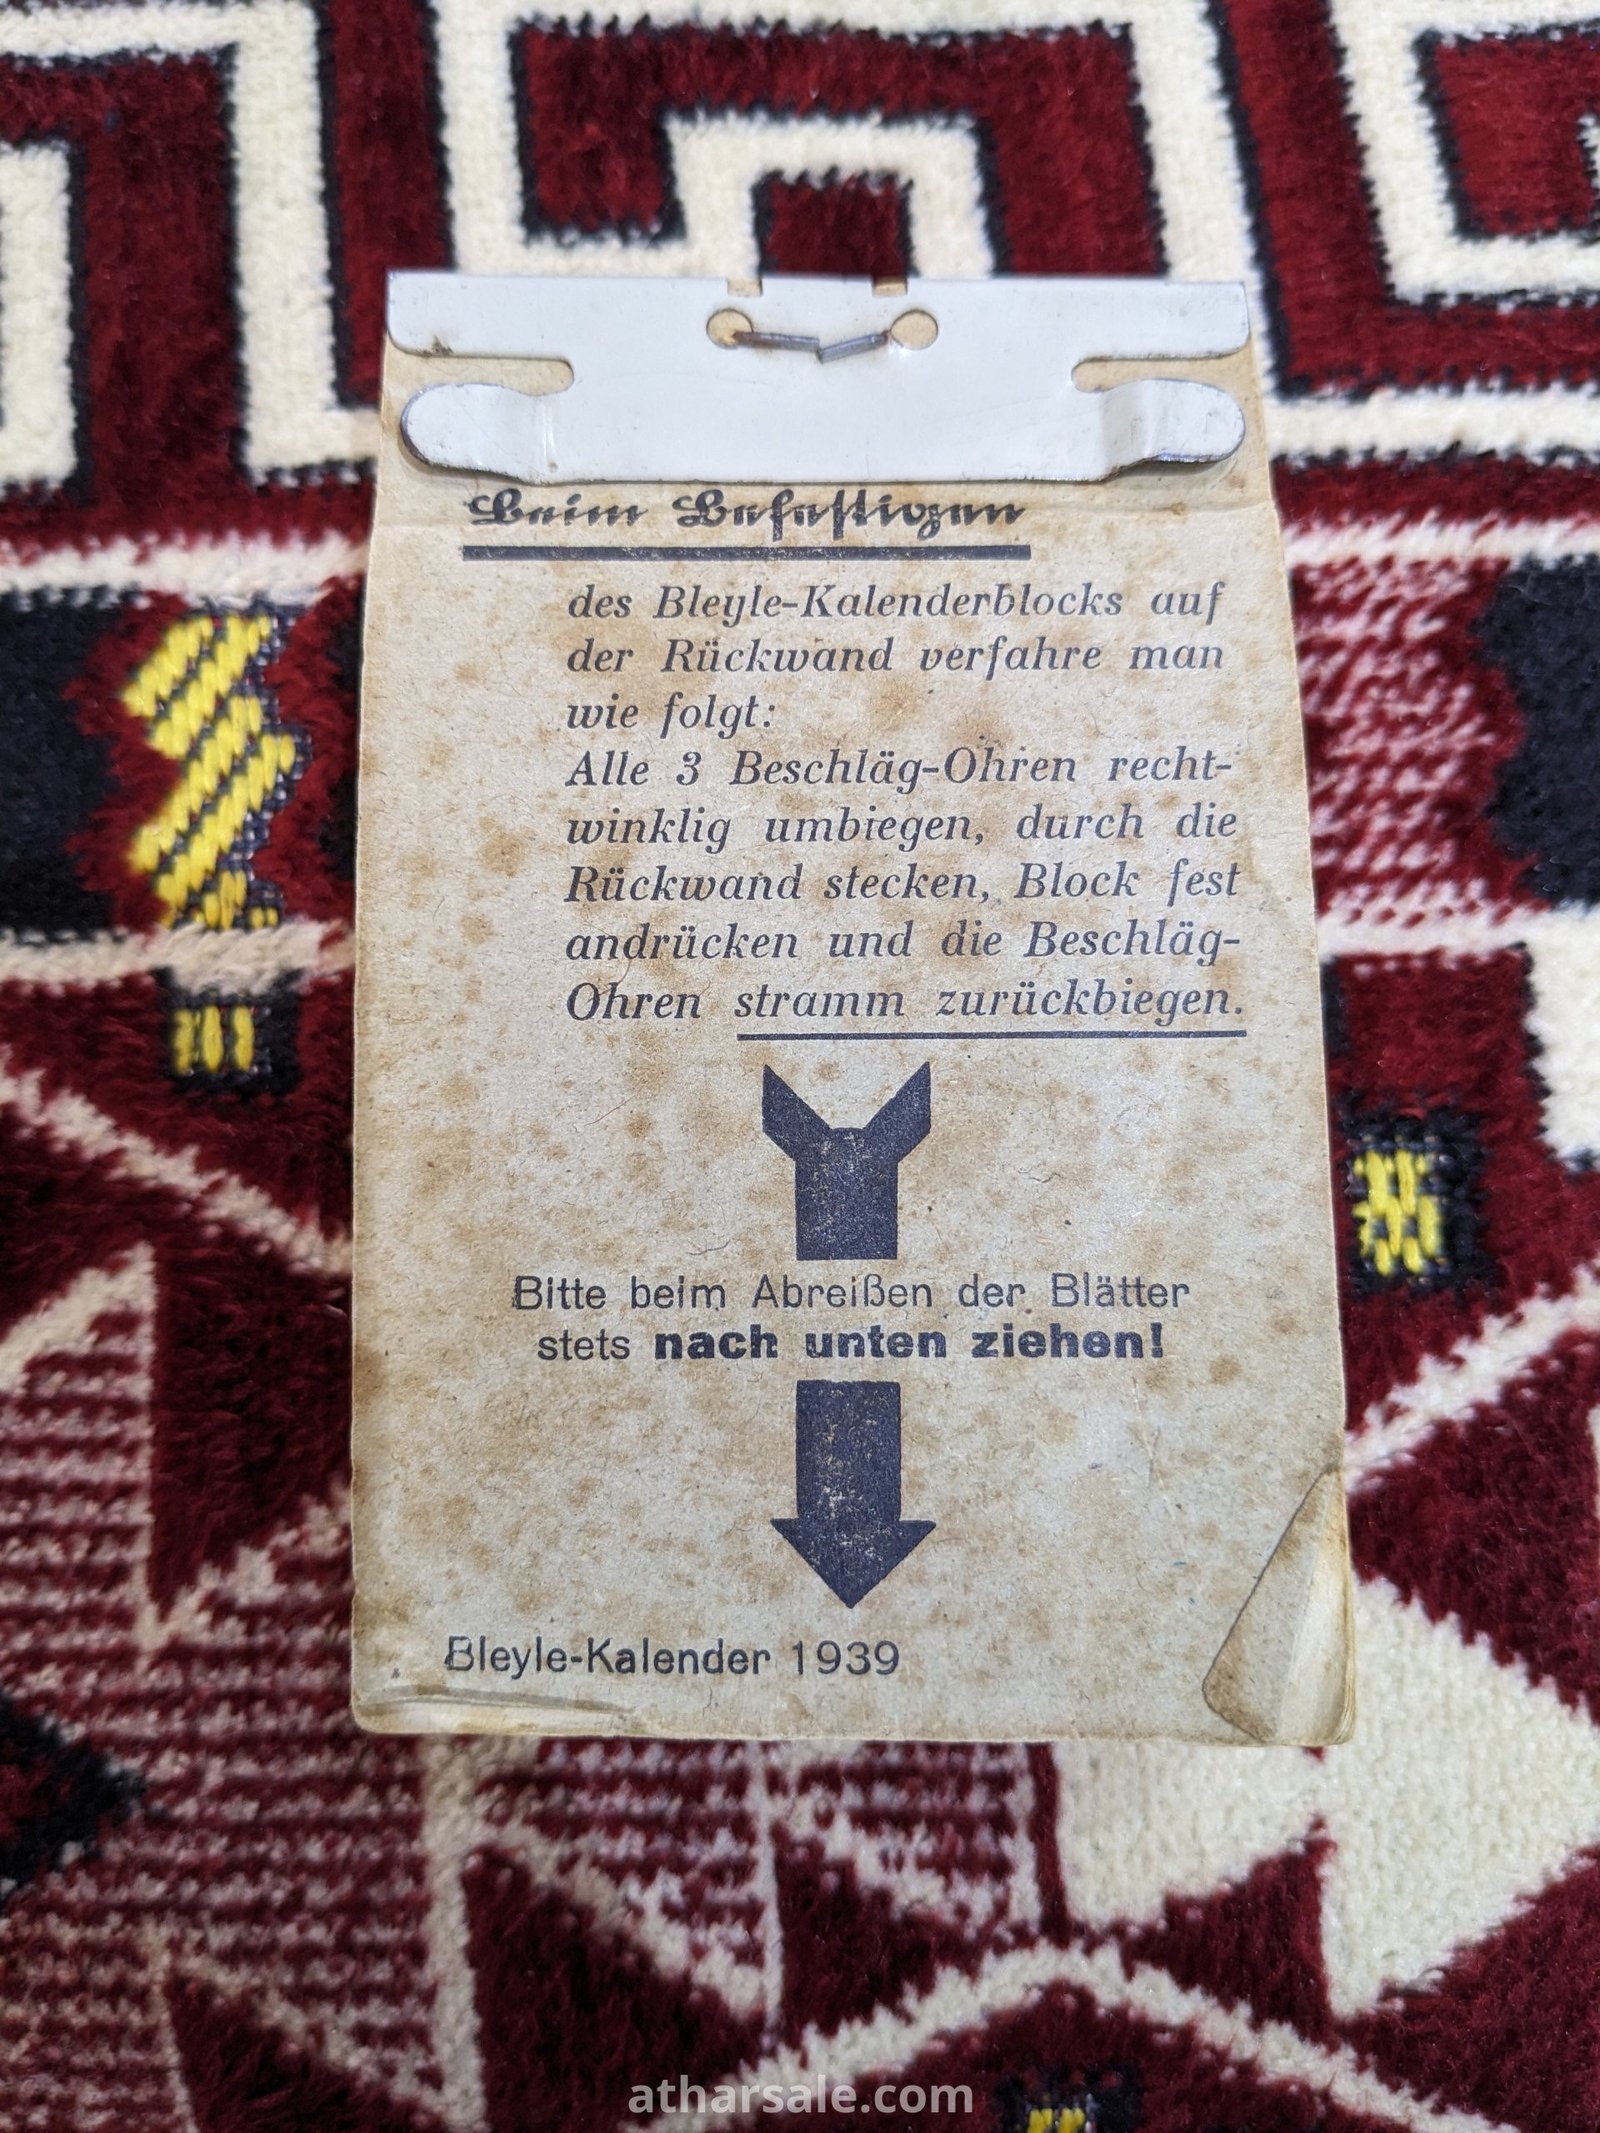 Beim Befestigen
des Bleyle-Kalenderblocks auf
der Rückwand verfahre man
wie folgt:
Alle 3 Beschläg-Ohren recht-
winklig umbiegen, durch die
Rückwand stecken, Block fest
andrücken und die Beschläg-
Ohren stramm zurückbiegen.
Bitte beim Abreißen der Blätter
stets nach unten ziehen!
Bleyle-Kalender 1939
atharsale.com